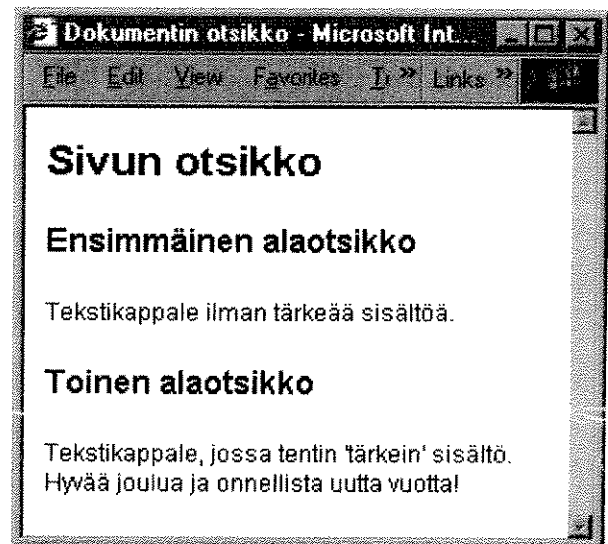 Dokumentin otsikko - Microsoft Int...
File Edit View Favorites T» Links »
Sivun otsikko
Ensimmäinen alaotsikko
Tekstikappale ilman tärkeää sisältöä.
Toinen alaotsikko
Tekstikappale, jossa tentin 'tärkein' sisältö.
Hyvää joulua ja onnellista uutta vuotta!